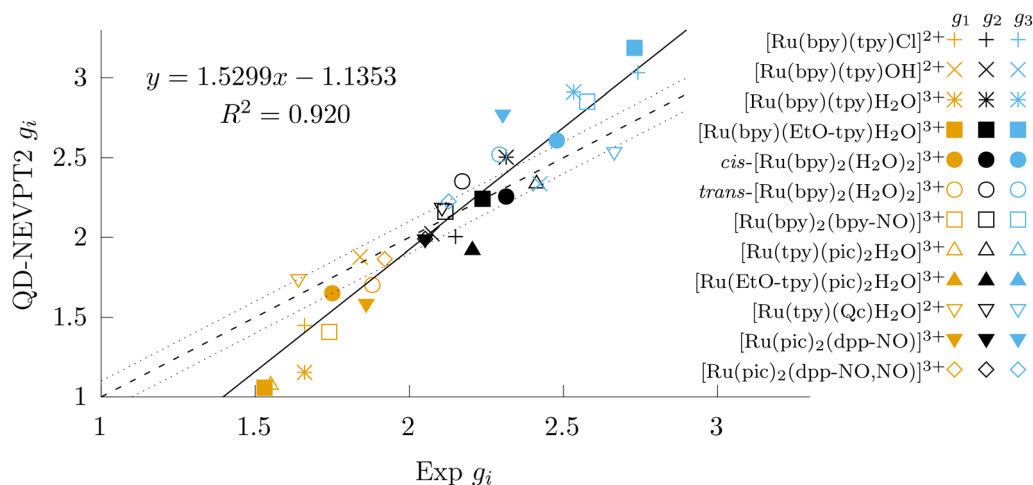 g₁ g₂ g₃
[Ru(bpy)(tpy)Cl]²⁺
[Ru(bpy)(tpy)OH]²⁺
[Ru(bpy)(tpy)H₂O]³⁺
[Ru(bpy)(EtO-tpy)H₂O]³⁺
cis-[Ru(bpy)₂(H₂O)₂]³⁺
trans-[Ru(bpy)₂(H₂O)₂]³⁺
[Ru(bpy)₂(bpy-NO)]³⁺
[Ru(tpy)(pic)₂H₂O]³⁺
[Ru(EtO-tpy)(pic)₂H₂O]³⁺
[Ru(tpy)(Qc)H₂O]²⁺
[Ru(pic)₂(dpp-NO)]³⁺
[Ru(pic)₂(dpp-NO,NO)]³⁺
y = 1.5299x − 1.1353
R² = 0.920
QD-NEVPT2 gᵢ
3
2.5
2
1.5
1
1 1.5 2 2.5 3
Exp gᵢ